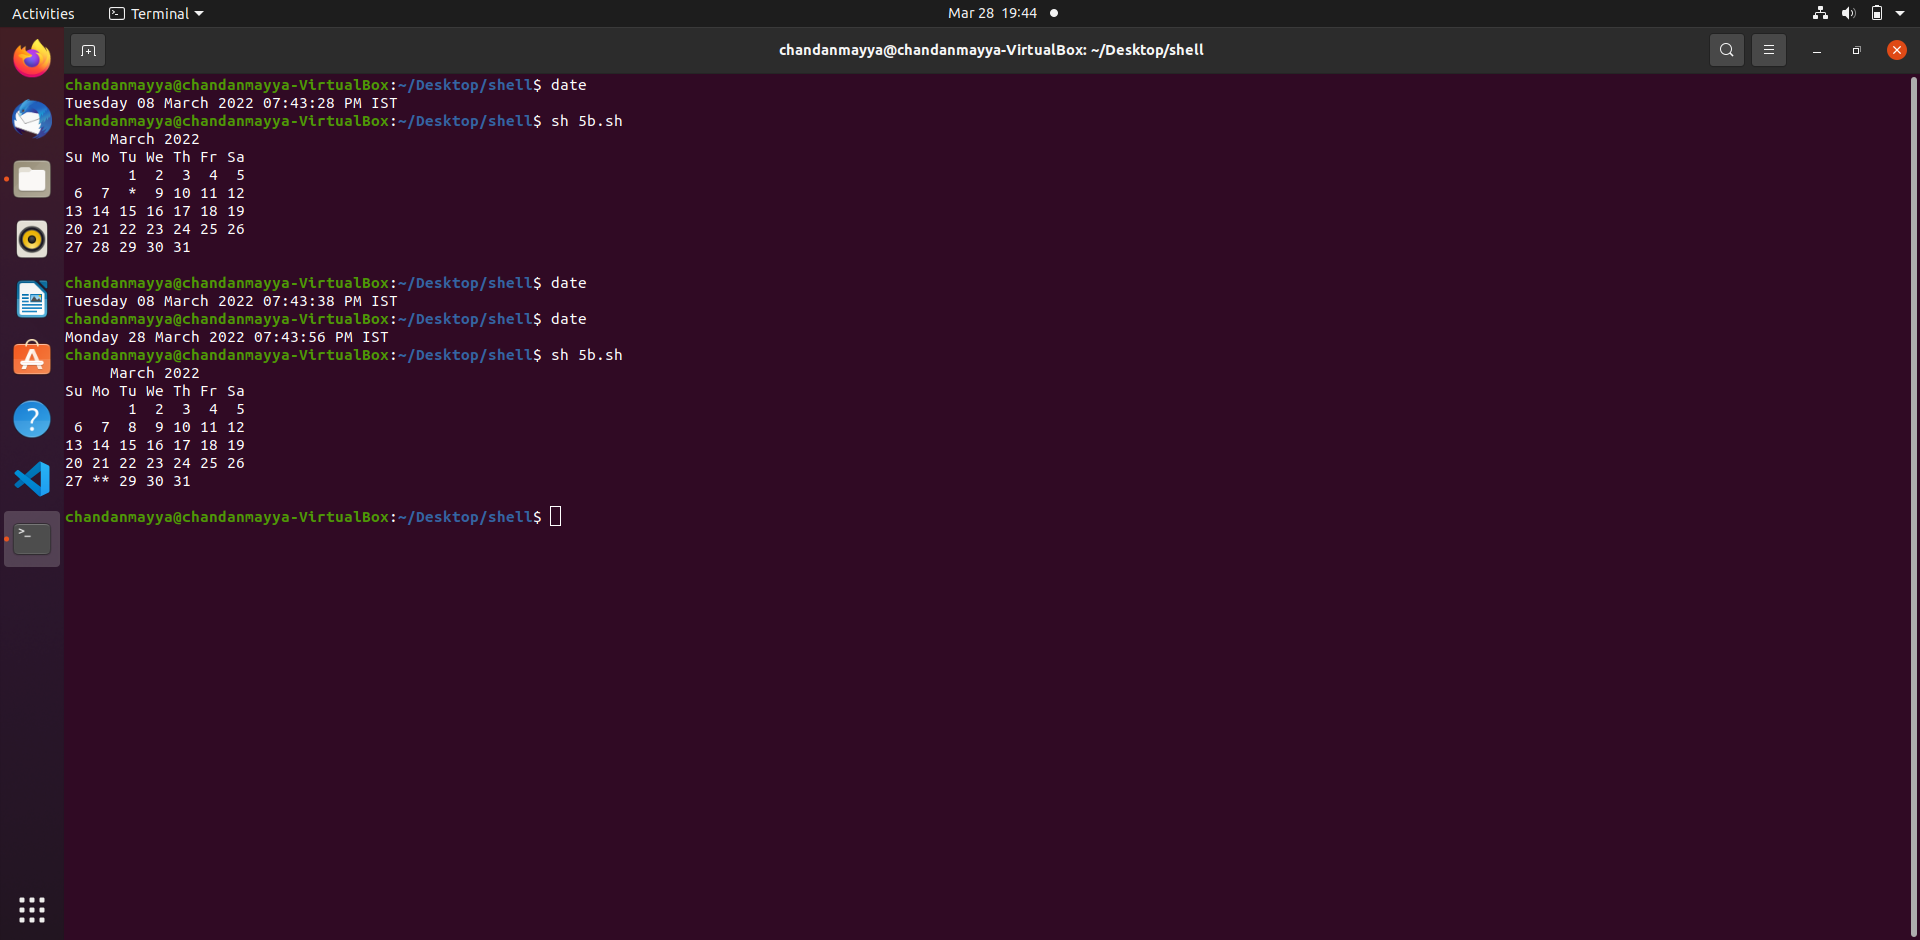 Activities Terminal Mar 28 19:44
chandanmayya@chandanmayya-VirtualBox: ~/Desktop/shell
chandanmayya@chandanmayya-VirtualBox:~/Desktop/shell$ date
Tuesday 08 March 2022 07:43:28 PM IST
chandanmayya@chandanmayya-VirtualBox:~/Desktop/shell$ sh 5b.sh
     March 2022
Su Mo Tu We Th Fr Sa
       1  2  3  4  5
 6  7  *  9 10 11 12
13 14 15 16 17 18 19
20 21 22 23 24 25 26
27 28 29 30 31
chandanmayya@chandanmayya-VirtualBox:~/Desktop/shell$ date
Tuesday 08 March 2022 07:43:38 PM IST
chandanmayya@chandanmayya-VirtualBox:~/Desktop/shell$ date
Monday 28 March 2022 07:43:56 PM IST
chandanmayya@chandanmayya-VirtualBox:~/Desktop/shell$ sh 5b.sh
     March 2022
Su Mo Tu We Th Fr Sa
       1  2  3  4  5
 6  7  8  9 10 11 12
13 14 15 16 17 18 19
20 21 22 23 24 25 26
27 ** 29 30 31
chandanmayya@chandanmayya-VirtualBox:~/Desktop/shell$